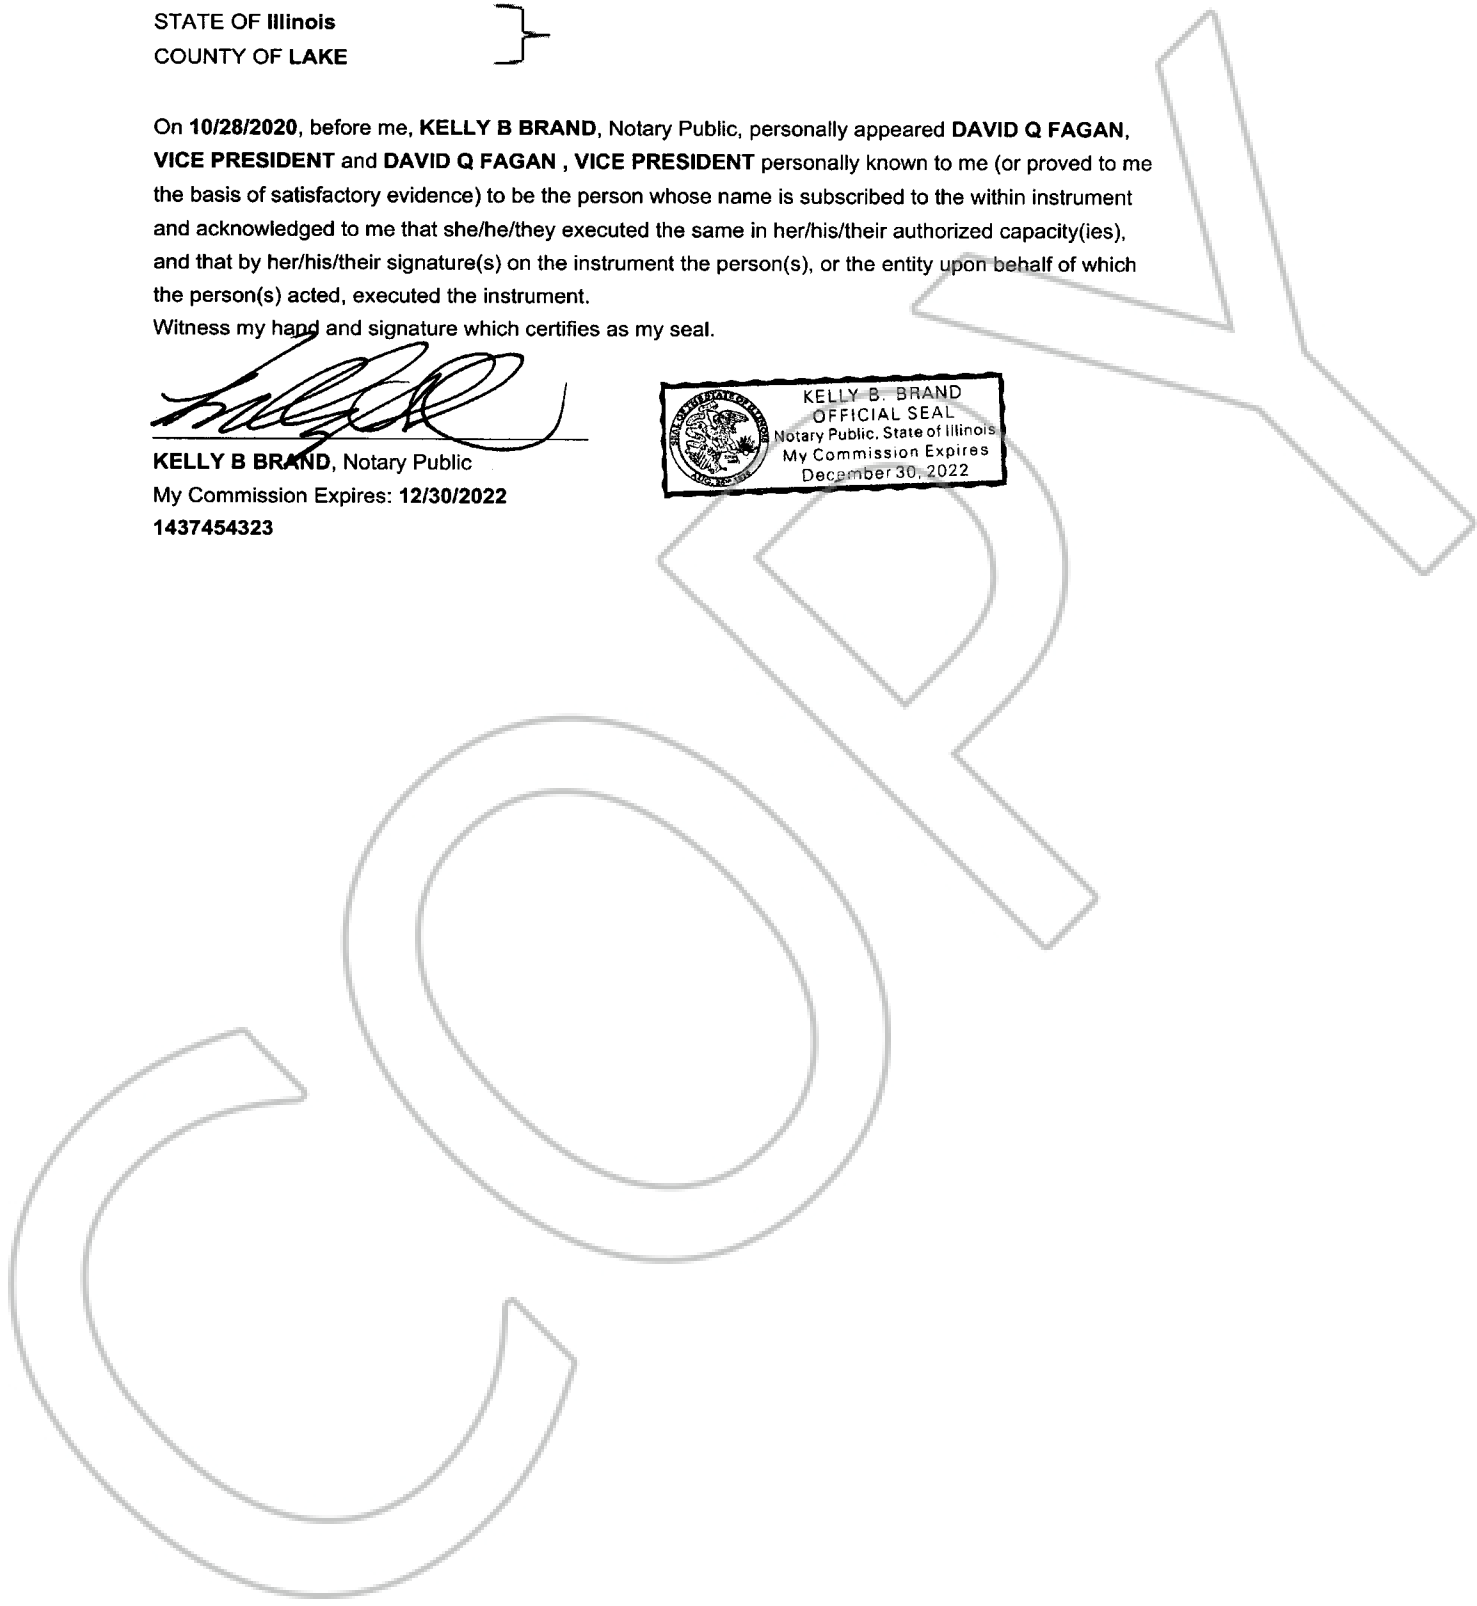 STATE OF Illinois
COUNTY OF LAKE
On 10/28/2020, before me, KELLY B BRAND, Notary Public, personally appeared DAVID Q FAGAN,
VICE PRESIDENT and DAVID Q FAGAN , VICE PRESIDENT personally known to me (or proved to me
the basis of satisfactory evidence) to be the person whose name is subscribed to the within instrument
and acknowledged to me that she/he/they executed the same in her/his/their authorized capacity(ies),
and that by her/his/their signature(s) on the instrument the person(s), or the entity upon behalf of which
the person(s) acted, executed the instrument.
Witness my hand and signature which certifies as my seal.
KELLY B BRAND, Notary Public
My Commission Expires: 12/30/2022
1437454323
KELLY B. BRAND
OFFICIAL SEAL
Notary Public, State of Illinois
My Commission Expires
December 30, 2022
SEAL OF THE STATE OF ILLINOIS
COPY